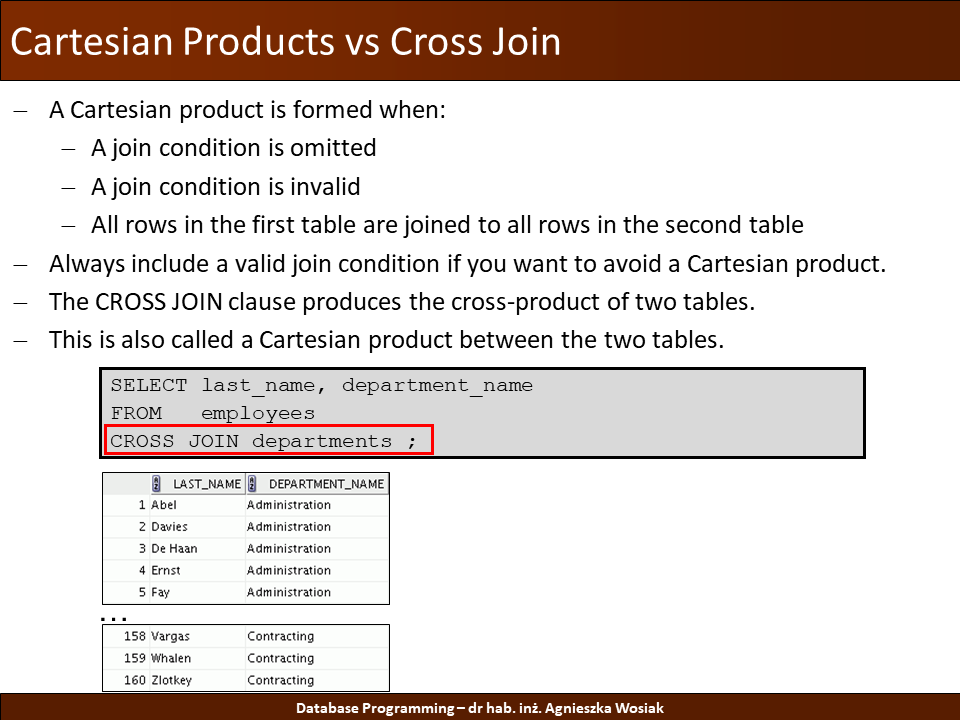 Cartesian Products vs Cross Join
– A Cartesian product is formed when:
– A join condition is omitted
– A join condition is invalid
– All rows in the first table are joined to all rows in the second table
– Always include a valid join condition if you want to avoid a Cartesian product.
– The CROSS JOIN clause produces the cross-product of two tables.
– This is also called a Cartesian product between the two tables.
SELECT last_name, department_name
FROM employees
CROSS JOIN departments ;
LAST_NAME DEPARTMENT_NAME
1 Abel Administration
2 Davies Administration
3 De Haan Administration
4 Ernst Administration
5 Fay Administration
...
158 Vargas Contracting
159 Whalen Contracting
160 Zlotkey Contracting
Database Programming – dr hab. inż. Agnieszka Wosiak